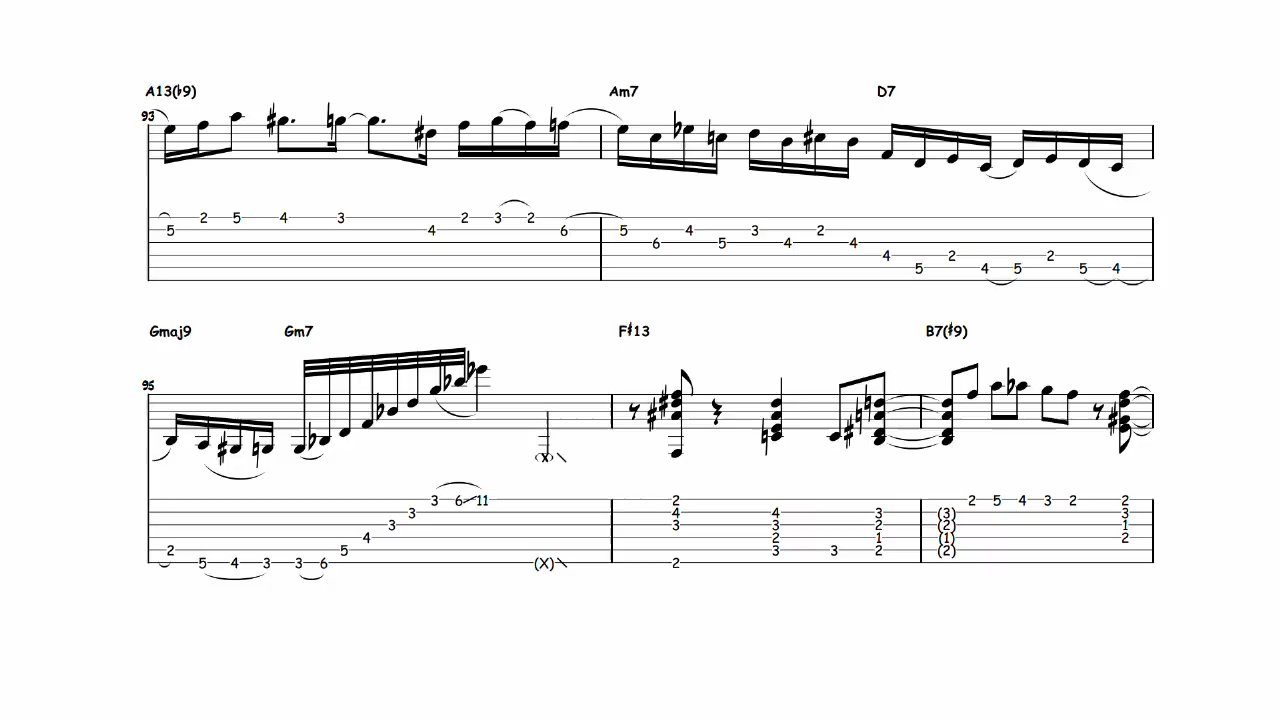 A13(♭9) Am7 D7
93
2 5 4 3 2 3 2
5 4 6 5 4 3 2
6 5 4 4
4 2 2
5 4 5 5 4
Gmaj9 Gm7 F♯13 B7(♯9)
95
3 6 11 2 2 5 4 3 2 2
3 4 4 3 (3) 3
3 3 3 2 (2) 1
4 2 1 (1) 2
2 5 3 3 2 (2)
5 4 3 3 6 (X) 2